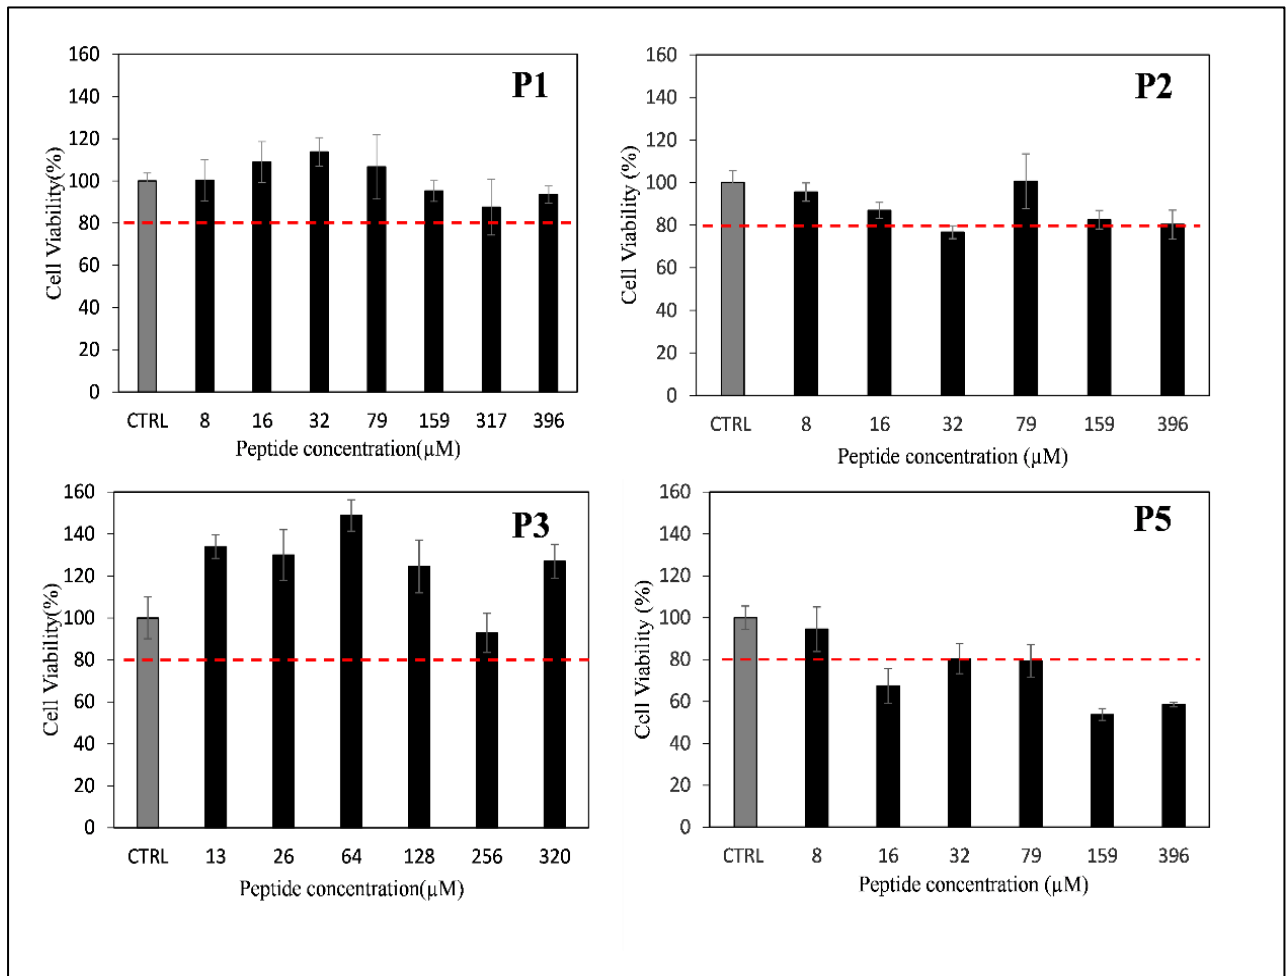 P1
160
140
120
100
80
60
40
20
0
Cell Viability(%)
CTRL 8 16 32 79 159 317 396
Peptide concentration(µM)
P2
160
140
120
100
80
60
40
20
0
Cell Viability (%)
CTRL 8 16 32 79 159 396
Peptide concentration (µM)
P3
160
140
120
100
80
60
40
20
0
Cell Viability(%)
CTRL 13 26 64 128 256 320
Peptide concentration(µM)
P5
160
140
120
100
80
60
40
20
0
Cell Viability (%)
CTRL 8 16 32 79 159 396
Peptide concentration (µM)